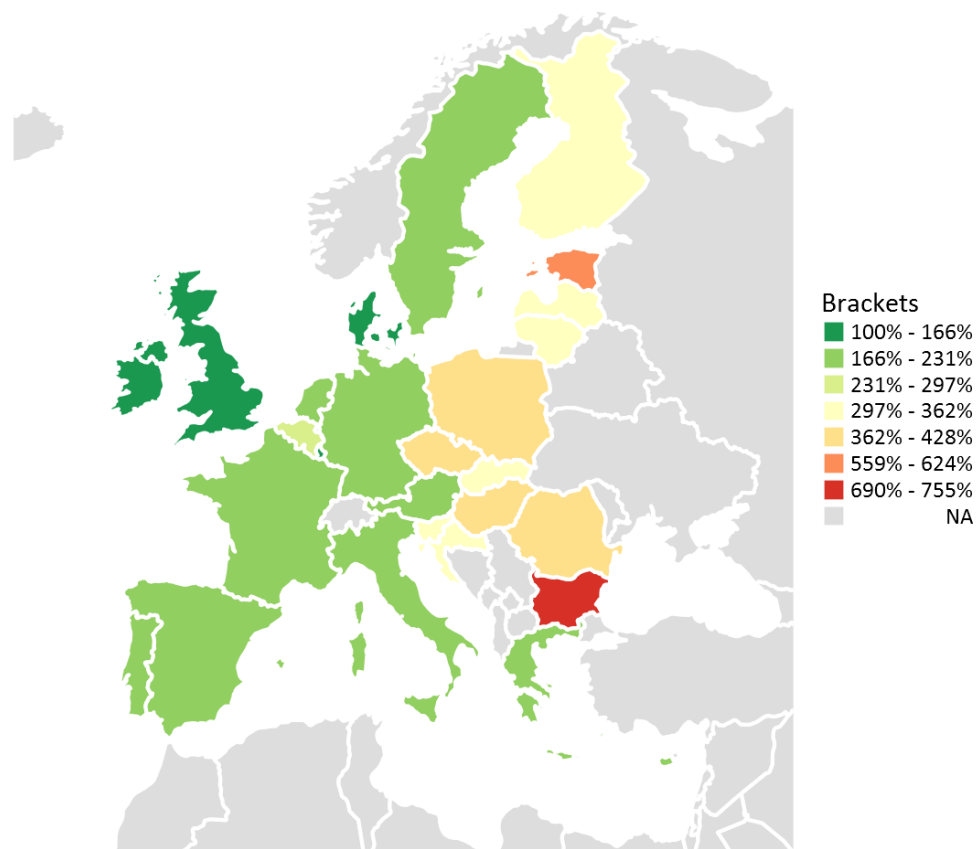 Brackets
100% - 166%
166% - 231%
231% - 297%
297% - 362%
362% - 428%
559% - 624%
690% - 755%
NA